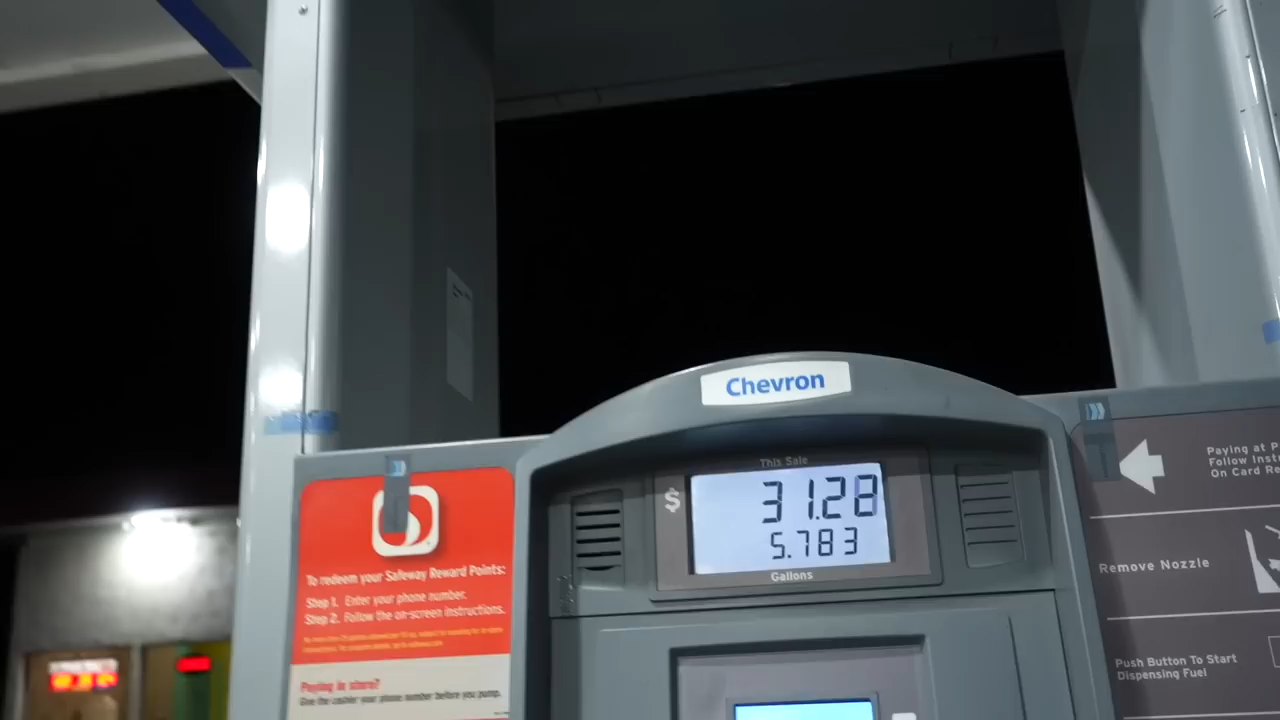 Chevron
This Sale
$ 31.28
5.783
Gallons
To redeem your Safeway Reward Points:
Step 1. Enter your phone number.
Step 2. Follow the on-screen instructions.
Paying in store?
Give the cashier your phone number before you pump.
Paying at P
Follow Instr
On Card Re
Remove Nozzle
Push Button To Start
Dispensing Fuel